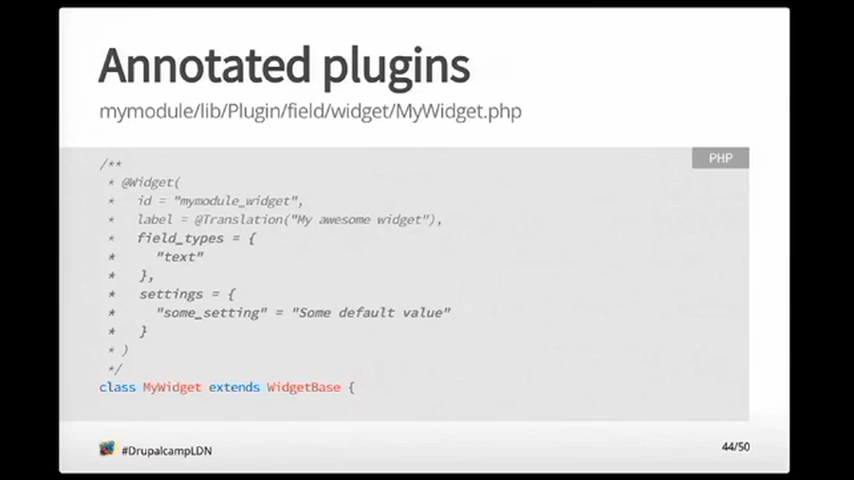 Annotated plugins
mymodule/lib/Plugin/field/widget/MyWidget.php
PHP
/**
* @Widget(
*   id = "mymodule_widget",
*   label = @Translation("My awesome widget"),
*   field_types = {
*     "text"
*   },
*   settings = {
*     "some_setting" = "Some default value"
*   }
* )
*/
class MyWidget extends WidgetBase {
#DrupalcampLDN
44/50